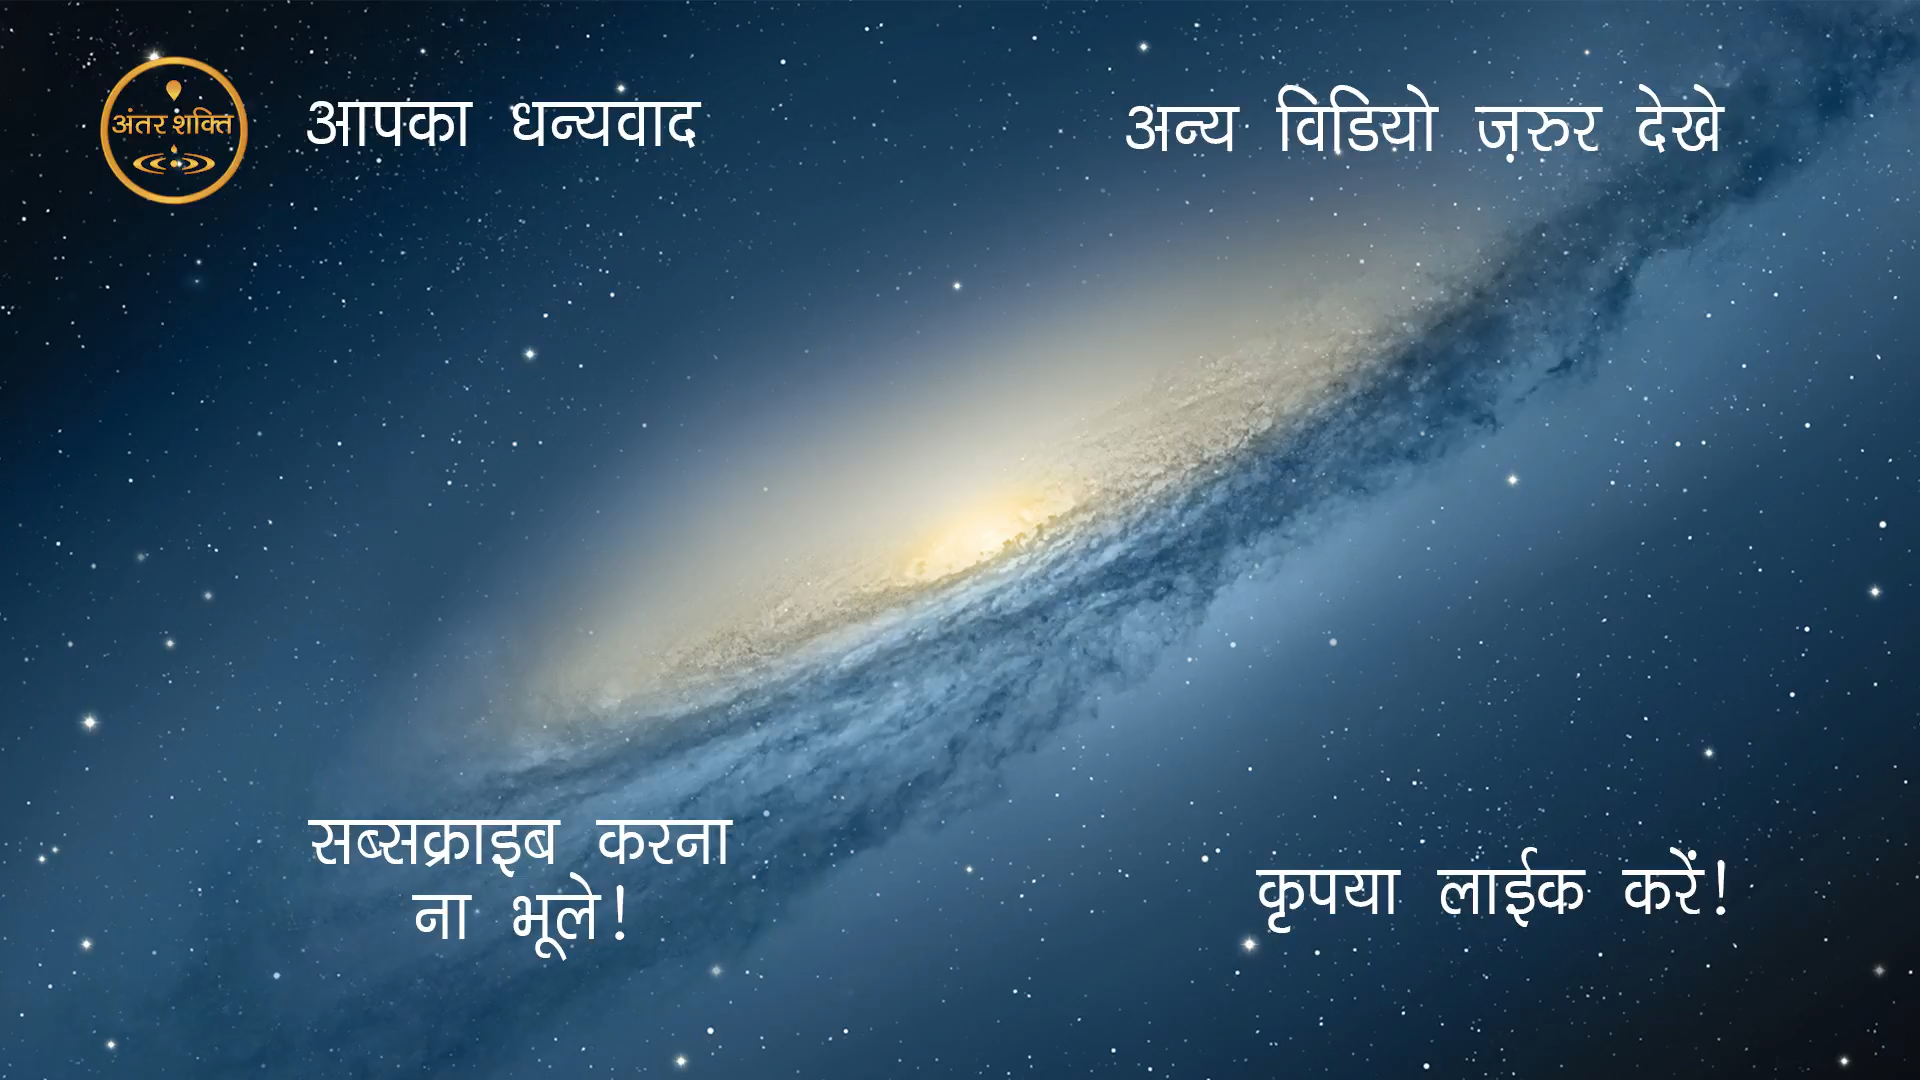 अंतर शक्ति
आपका धन्यवाद
अन्य विडियो ज़रुर देखे
सब्सक्राइब करना
ना भूले!
कृपया लाईक करें!